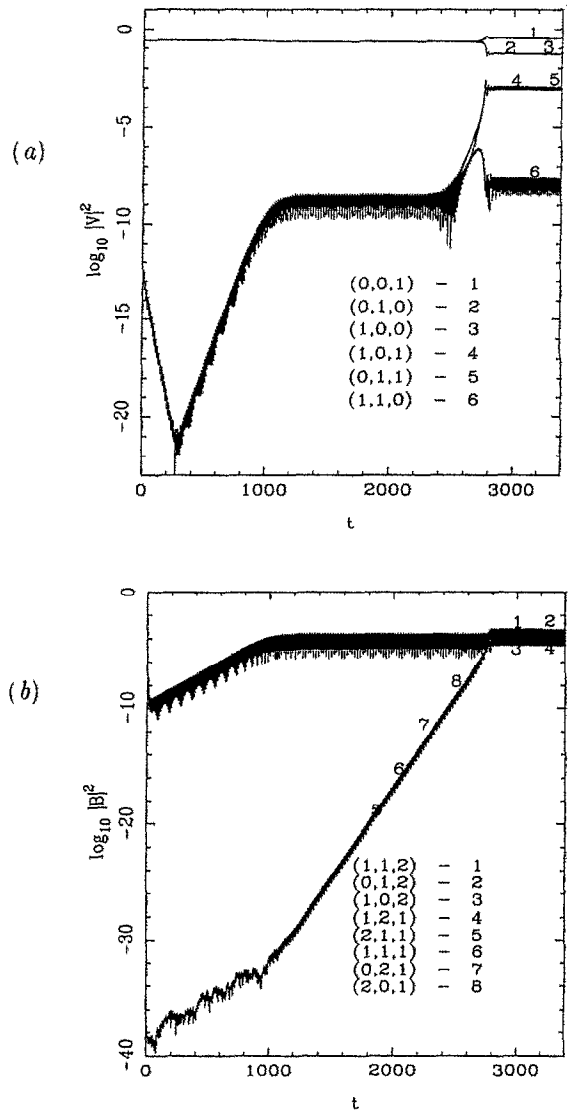 (a)
log₁₀ |V|²
0
-5
-10
-15
-20
1
2 3
4 5
6
(0,0,1) - 1
(0,1,0) - 2
(1,0,0) - 3
(1,0,1) - 4
(0,1,1) - 5
(1,1,0) - 6
0 1000 2000 3000
t
(b)
log₁₀ |B|²
0
-10
-20
-30
-40
1 2
3 4
8
7
6
5
(1,1,2) - 1
(0,1,2) - 2
(1,0,2) - 3
(1,2,1) - 4
(2,1,1) - 5
(1,1,1) - 6
(0,2,1) - 7
(2,0,1) - 8
0 1000 2000 3000
t